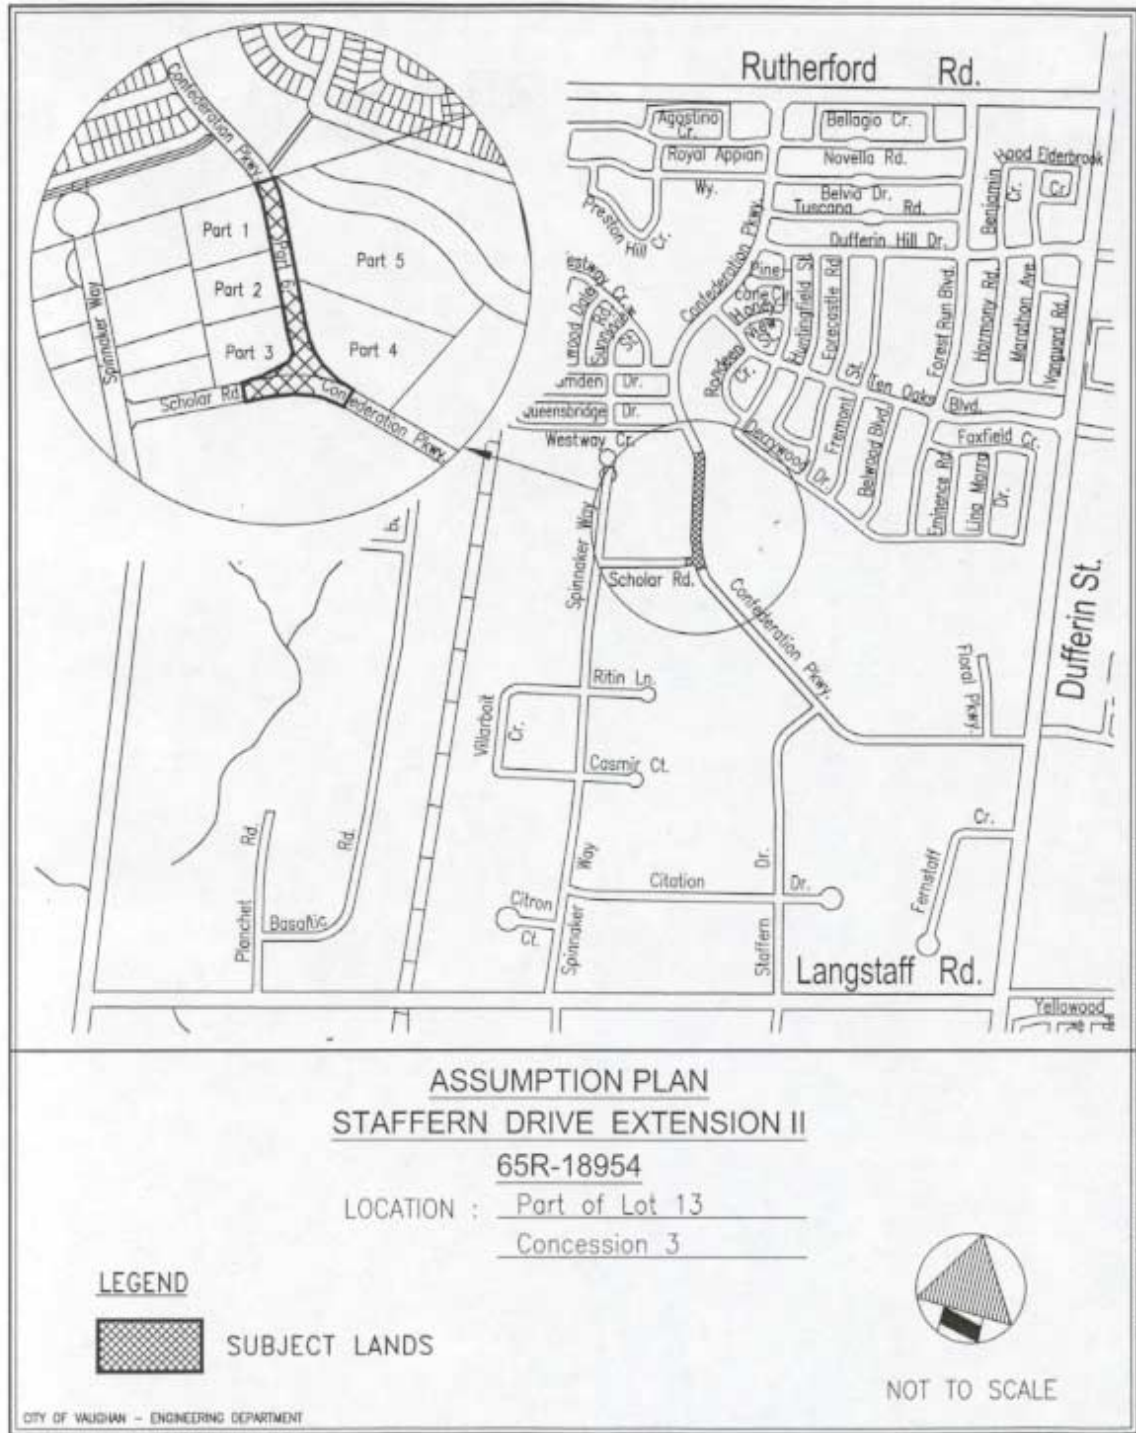 Rutherford Rd.
Agostino
Cr.
Bellagio Cr.
Royal Appian
Wy.
Novella Rd.
Hood Elderbrook
Cr.
Cr.
Benjamin
Belvia Dr.
Tuscana Rd.
Dufferin Hill Dr.
Preston Hill Cr.
Confederation Pkwy.
Pine
Huntingfield St.
Forecastle Rd
Forest Run Blvd.
Harmony Rd.
Marathon Ave
Vanguard Rd.
Cr.
Fremont
St.
Ten Oaks
Blvd.
Belwood Blvd.
Foxfield Cr.
Derrywood
Dr.
Eminence Rd
Dr.
Dr.
Queensbridge Dr.
Westway Cr.
Confederation Pkwy.
Part 1
Part 2
Part 3
Part 6
Part 5
Part 4
Spinnaker Way
Scholar Rd.
Confederation Pkwy.
Spinnaker Way
Scholar Rd.
Confederation Pkwy.
Dufferin St.
Floral Pkwy.
Ritin Ln.
Villarboit
Cr.
Casmir Ct.
Planchet
Rd.
Basaltic
Rd.
Spinnaker
Way
Citron
Ct.
Citation Dr.
Staffern
Dr.
Fernstaff
Cr.
Langstaff Rd.
Yellowood
ASSUMPTION PLAN
STAFFERN DRIVE EXTENSION II
65R-18954
LOCATION : Part of Lot 13
Concession 3
LEGEND
SUBJECT LANDS
NOT TO SCALE
CITY OF VAUGHAN - ENGINEERING DEPARTMENT